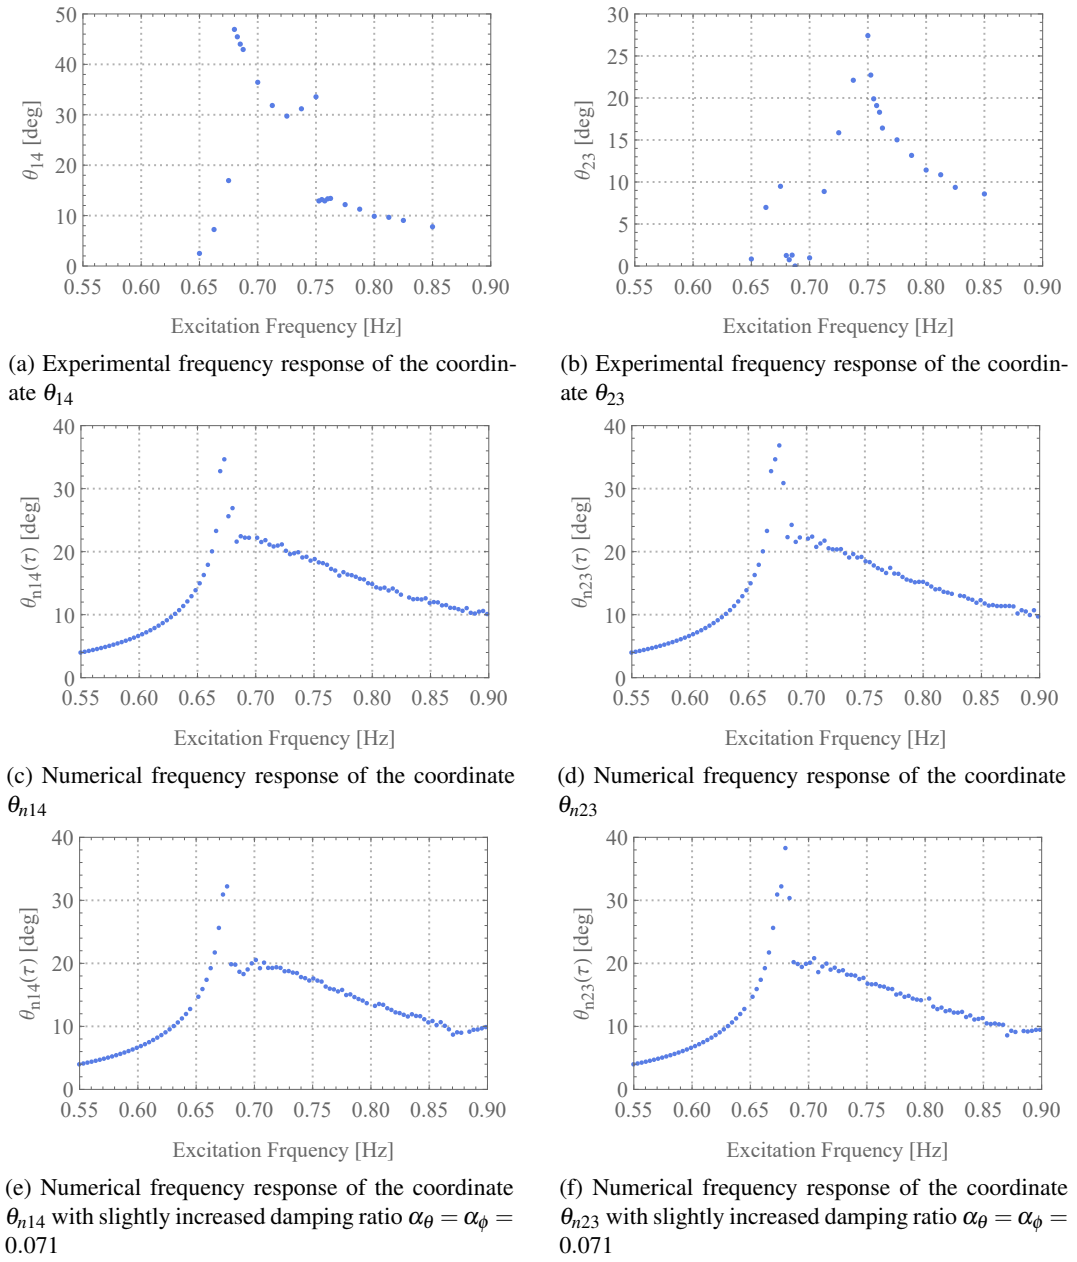 50
40
30
20
10
0
θ14 [deg]
0.55 0.60 0.65 0.70 0.75 0.80 0.85 0.90
Excitation Frequency [Hz]
(a) Experimental frequency response of the coordin-
ate θ14
30
25
20
15
10
5
0
θ23 [deg]
0.55 0.60 0.65 0.70 0.75 0.80 0.85 0.90
Excitation Frequency [Hz]
(b) Experimental frequency response of the coordin-
ate θ23
40
30
20
10
0
θn14(τ) [deg]
0.55 0.60 0.65 0.70 0.75 0.80 0.85 0.90
Excitation Frquency [Hz]
(c) Numerical frequency response of the coordinate
θn14
40
30
20
10
0
θn23(τ) [deg]
0.55 0.60 0.65 0.70 0.75 0.80 0.85 0.90
Excitation Frquency [Hz]
(d) Numerical frequency response of the coordinate
θn23
40
30
20
10
0
θn14(τ) [deg]
0.55 0.60 0.65 0.70 0.75 0.80 0.85 0.90
Excitation Frquency [Hz]
(e) Numerical frequency response of the coordinate
θn14 with slightly increased damping ratio αθ = αϕ =
0.071
40
30
20
10
0
θn23(τ) [deg]
0.55 0.60 0.65 0.70 0.75 0.80 0.85 0.90
Excitation Frquency [Hz]
(f) Numerical frequency response of the coordinate
θn23 with slightly increased damping ratio αθ = αϕ =
0.071